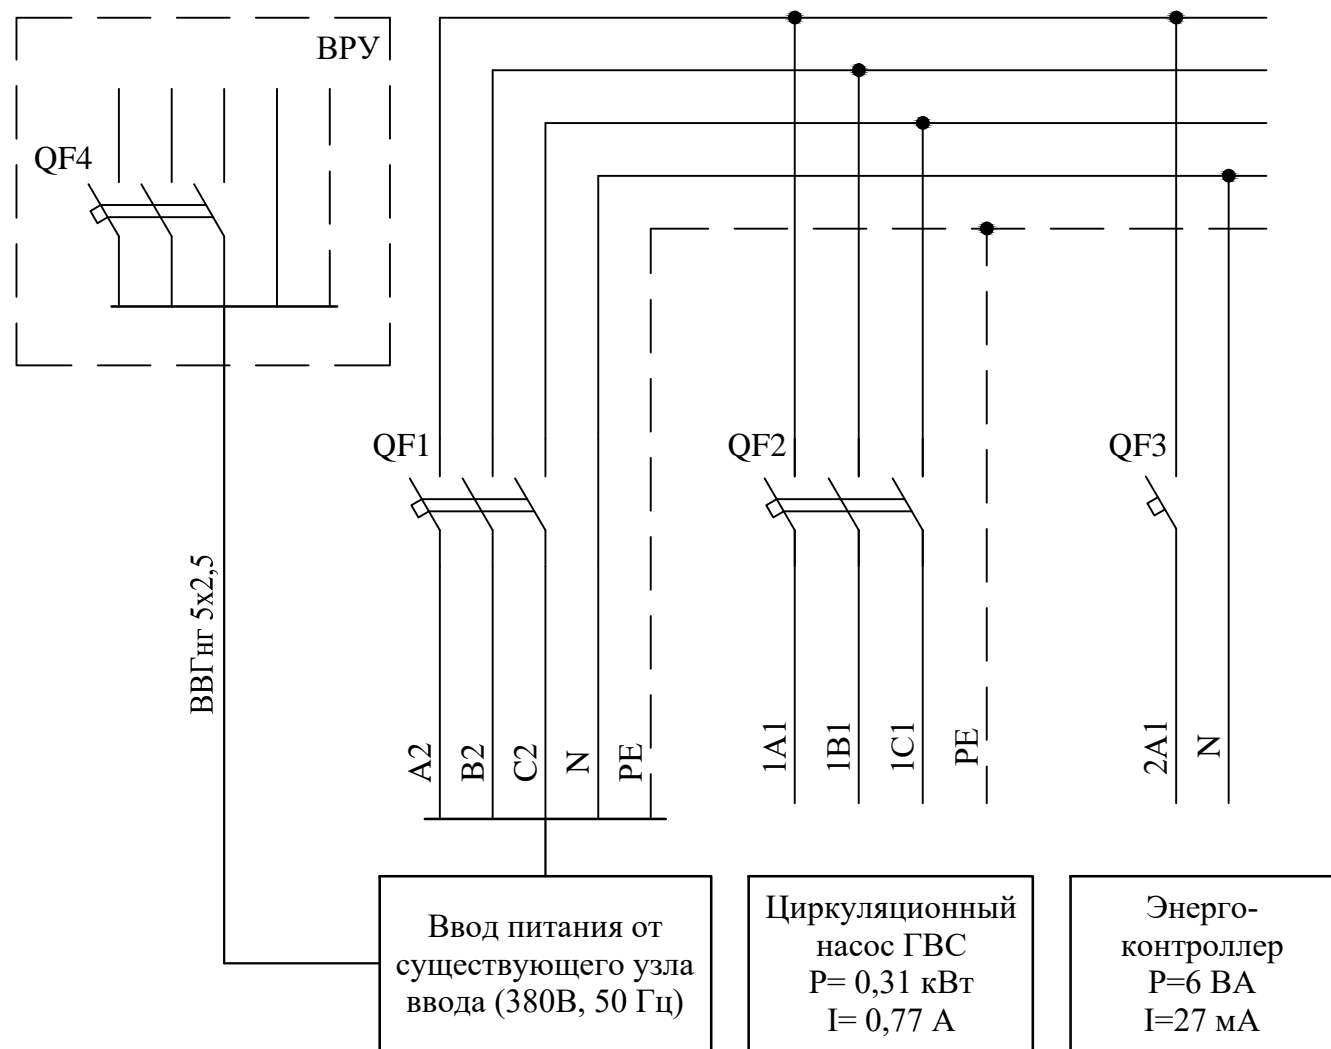 ВРУ
QF4
QF1
QF2
QF3
ВВГнг 5х2,5
A2
B2
C2
N
PE
1A1
1B1
1C1
PE
2A1
N
Ввод питания от
существующего узла
ввода (380В, 50 Гц)
Циркуляционный
насос ГВС
P= 0,31 кВт
I= 0,77 А
Энерго-
контроллер
P=6 ВА
I=27 мА